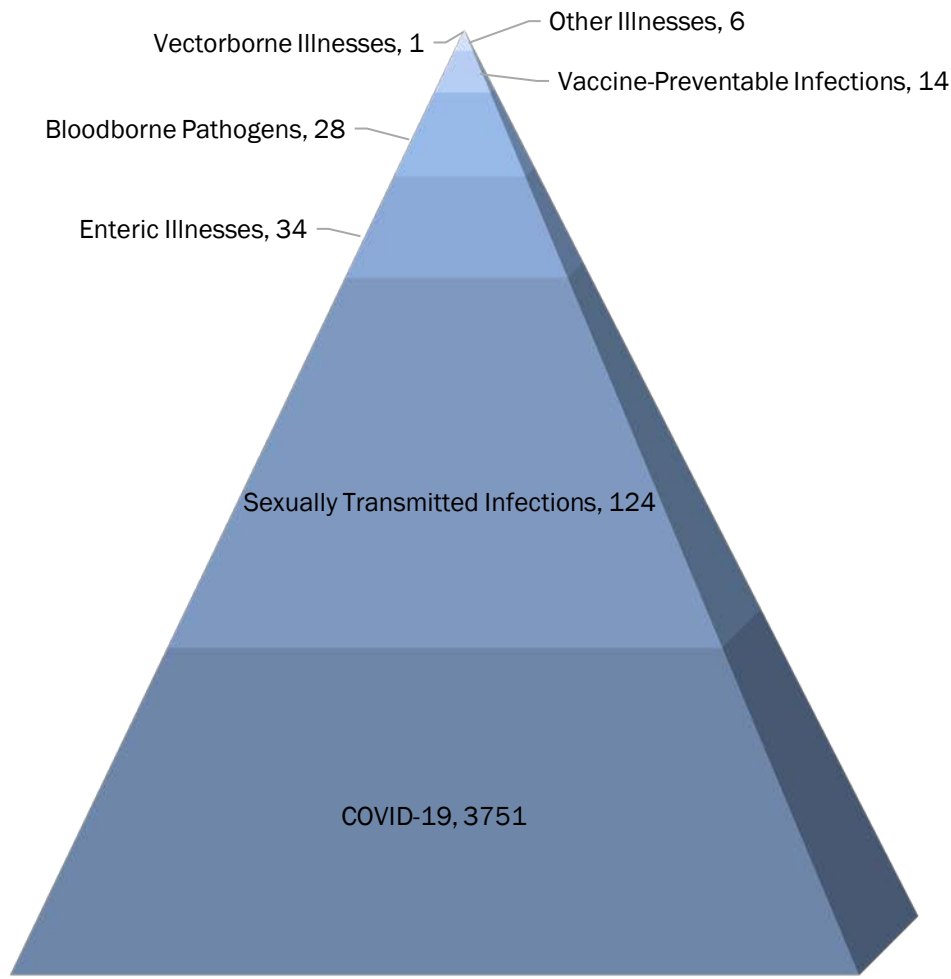 Other Illnesses, 6
Vectorborne Illnesses, 1
Vaccine-Preventable Infections, 14
Bloodborne Pathogens, 28
Enteric Illnesses, 34
Sexually Transmitted Infections, 124
COVID-19, 3751